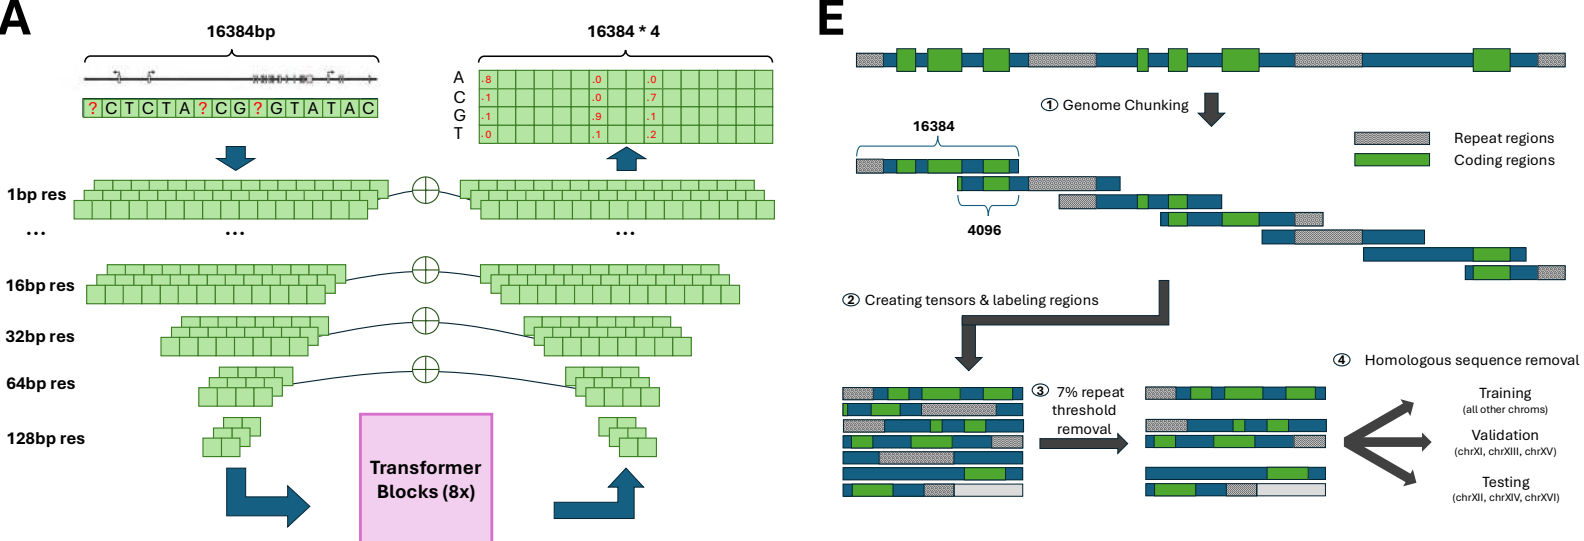 A
16384bp
? C T C T A ? C G ? G T A T A C
16384 * 4
A .8 .0 .0
C .1 .0 .7
G .1 .9 .1
T .0 .1 .2
1bp res
... ... ...
16bp res
32bp res
64bp res
128bp res
Transformer
Blocks (8x)
E
① Genome Chunking
16384
Repeat regions
Coding regions
4096
② Creating tensors & labeling regions
③ 7% repeat
threshold
removal
④ Homologous sequence removal
Training
(all other chroms)
Validation
(chrXI, chrXIII, chrXV)
Testing
(chrXII, chrXIV, chrXVI)